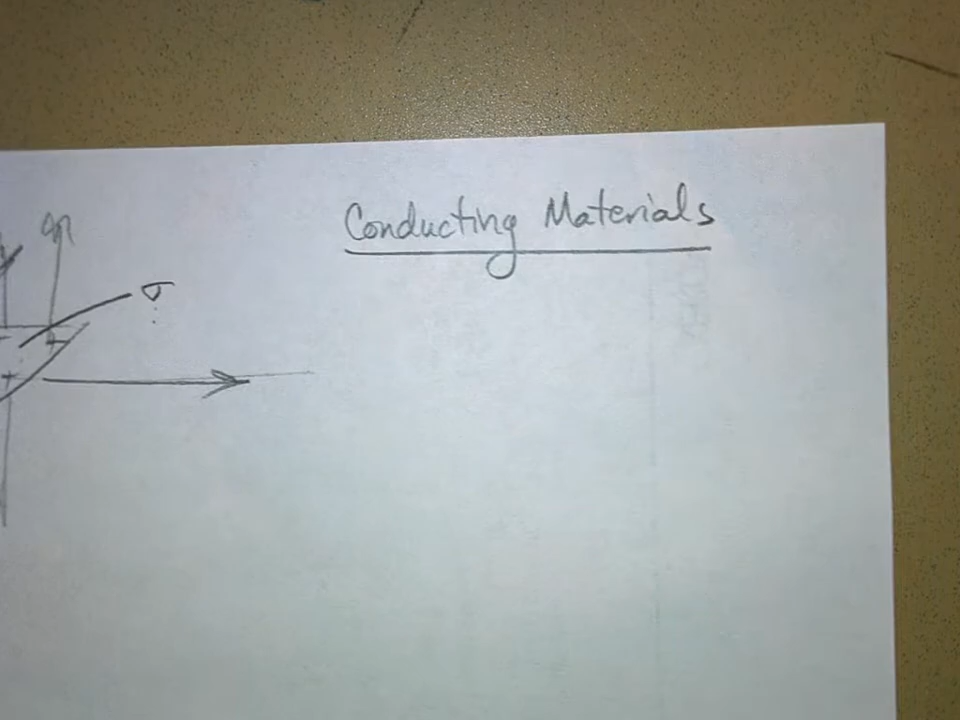 Conducting Materials
σ
+
+